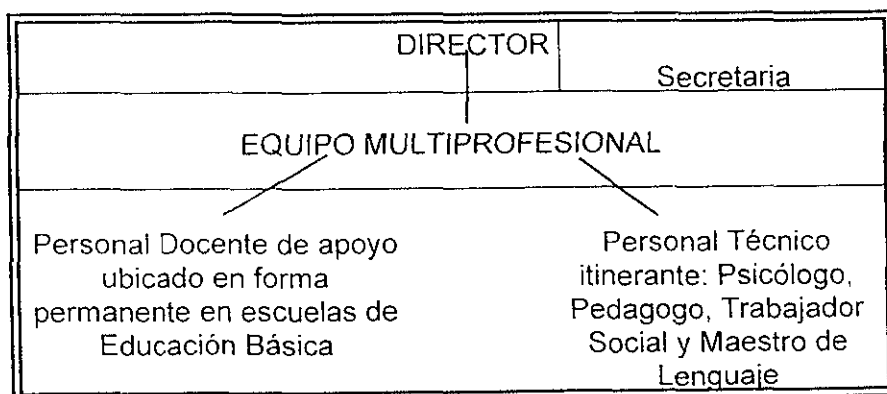 DIRECTOR
Secretaria
EQUIPO MULTIPROFESIONAL
Personal Docente de apoyo
ubicado en forma
permanente en escuelas de
Educación Básica
Personal Técnico
itinerante: Psicólogo,
Pedagogo, Trabajador
Social y Maestro de
Lenguaje